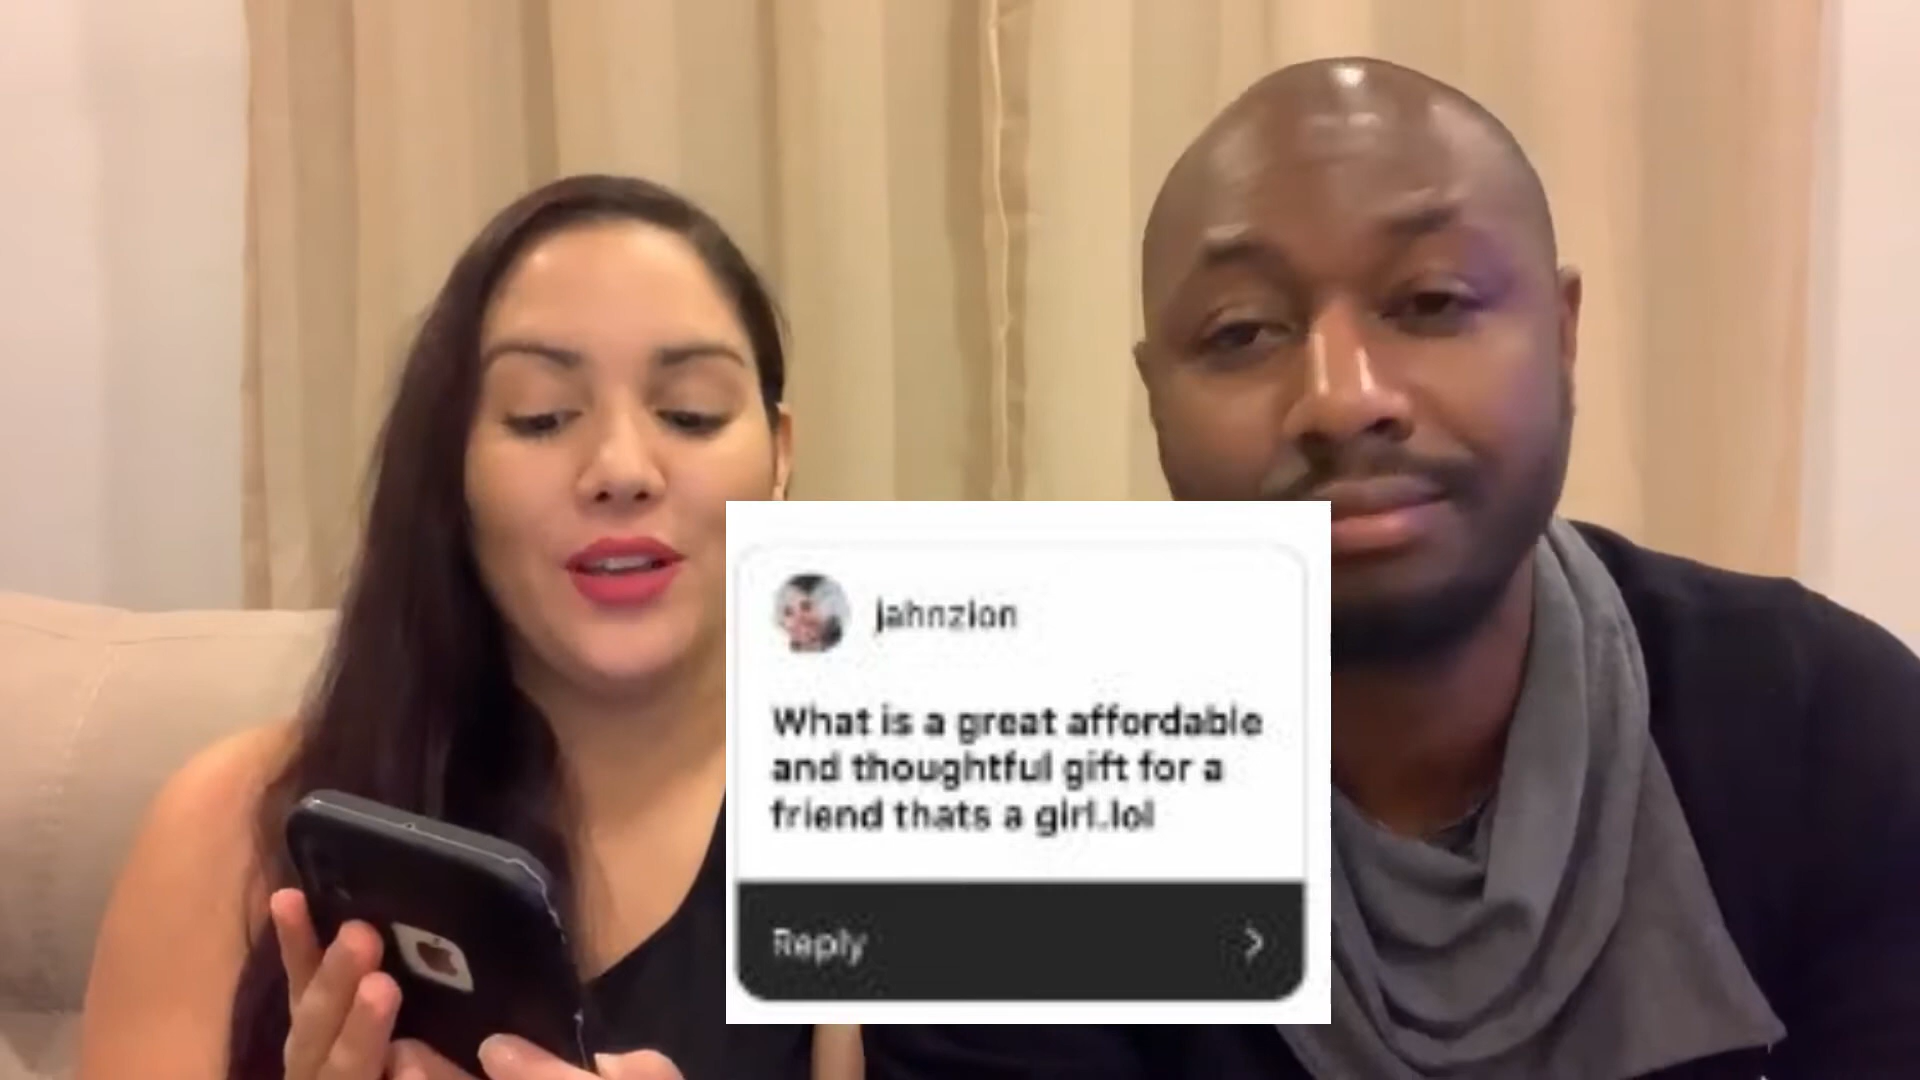 jahnzion
What is a great affordable
and thoughtful gift for a
friend thats a girl.lol
Reply